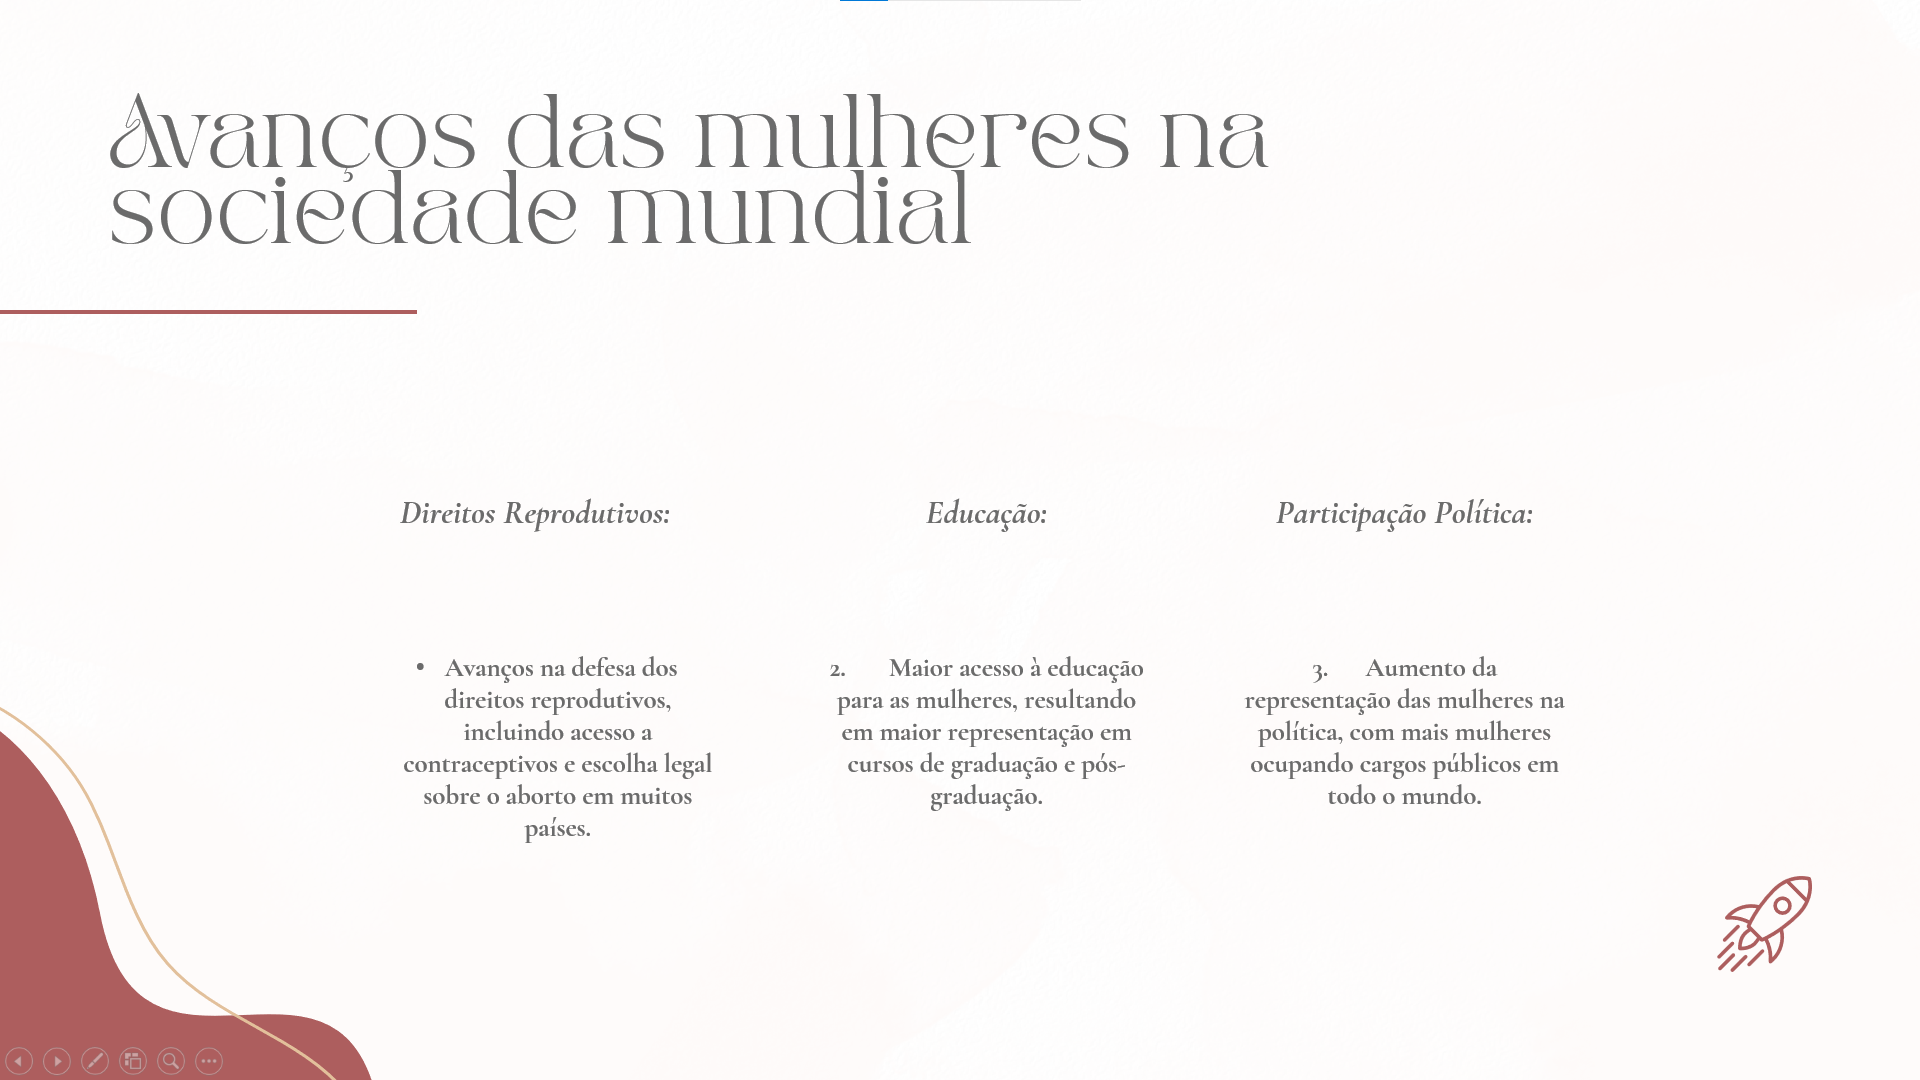 Avanços das mulheres na
sociedade mundial
Direitos Reprodutivos:
• Avanços na defesa dos
direitos reprodutivos,
incluindo acesso a
contraceptivos e escolha legal
sobre o aborto em muitos
países.
Educação:
2. Maior acesso à educação
para as mulheres, resultando
em maior representação em
cursos de graduação e pós-
graduação.
Participação Política:
3. Aumento da
representação das mulheres na
política, com mais mulheres
ocupando cargos públicos em
todo o mundo.